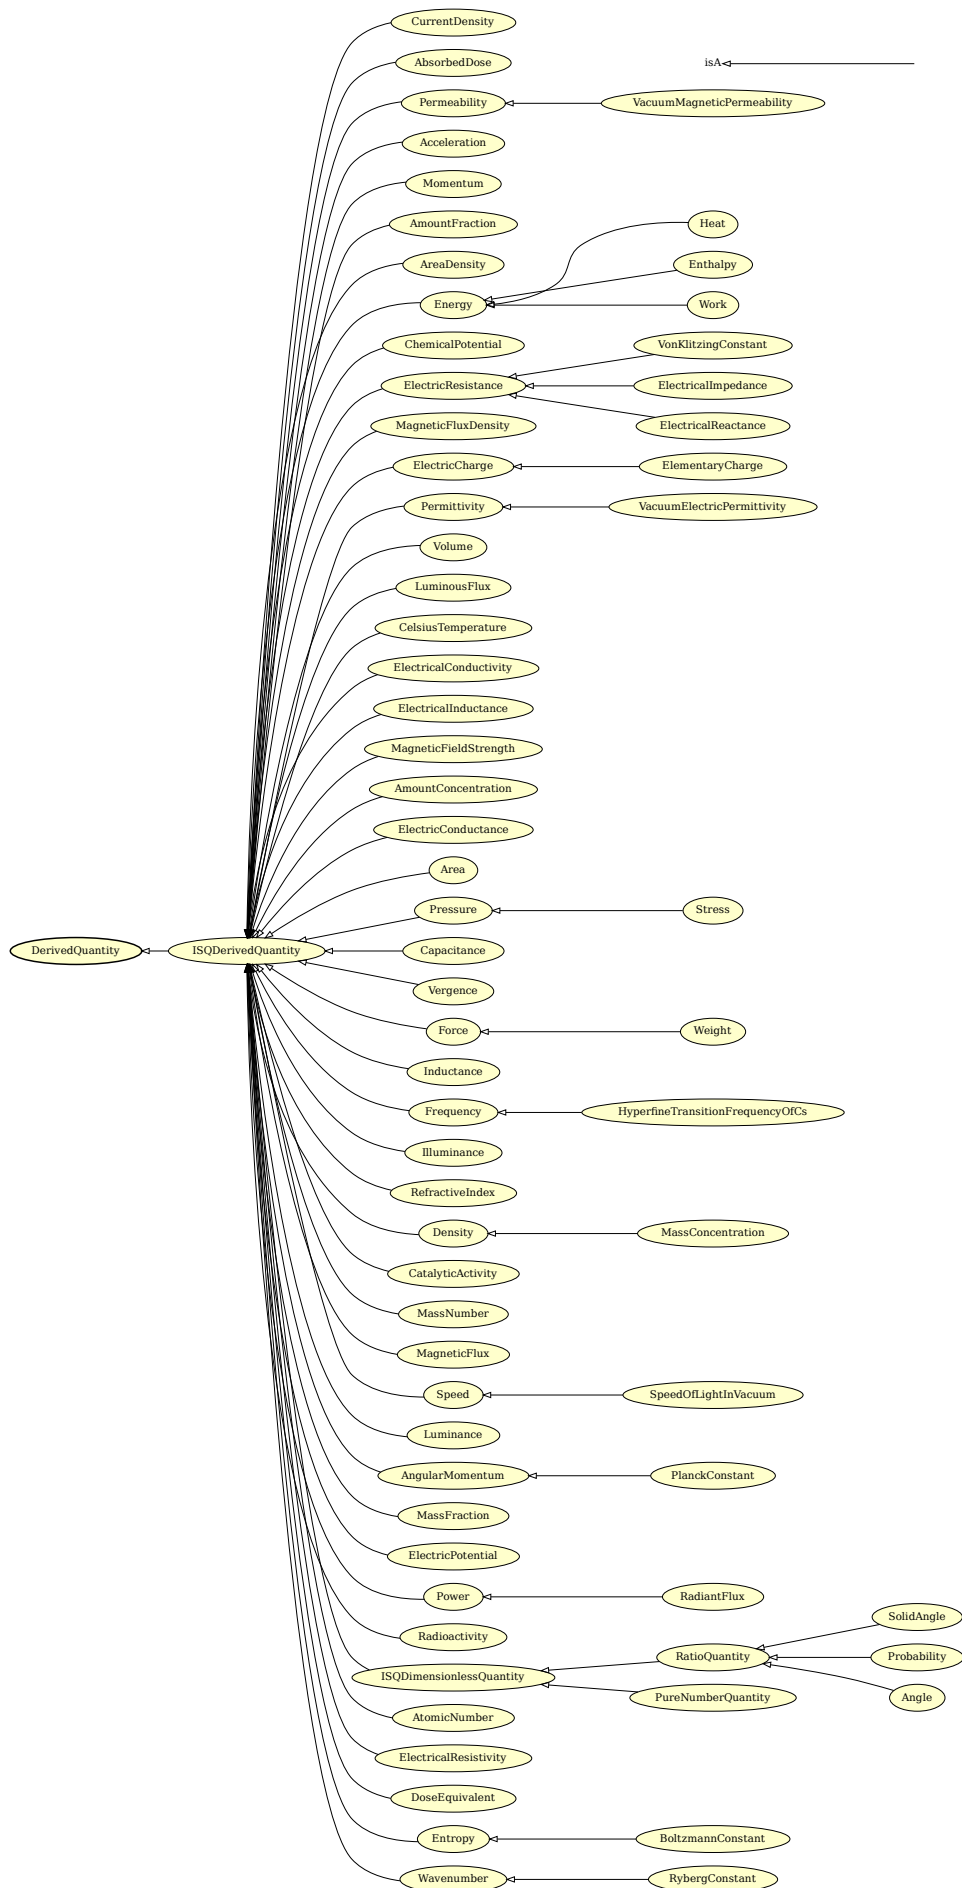 CurrentDensity
AbsorbedDose
isA
Permeability
VacuumMagneticPermeability
Acceleration
Momentum
AmountFraction
Heat
AreaDensity
Enthalpy
Energy
Work
ChemicalPotential
VonKlitzingConstant
ElectricResistance
ElectricalImpedance
MagneticFluxDensity
ElectricalReactance
ElectricCharge
ElementaryCharge
Permittivity
VacuumElectricPermittivity
Volume
LuminousFlux
CelsiusTemperature
ElectricalConductivity
ElectricalInductance
MagneticFieldStrength
AmountConcentration
ElectricConductance
Area
Pressure
Stress
DerivedQuantity
ISQDerivedQuantity
Capacitance
Vergence
Force
Weight
Inductance
Frequency
HyperfineTransitionFrequencyOfCs
Illuminance
RefractiveIndex
Density
MassConcentration
CatalyticActivity
MassNumber
MagneticFlux
Speed
SpeedOfLightInVacuum
Luminance
AngularMomentum
PlanckConstant
MassFraction
ElectricPotential
Power
RadiantFlux
SolidAngle
Radioactivity
RatioQuantity
Probability
ISQDimensionlessQuantity
PureNumberQuantity
Angle
AtomicNumber
ElectricalResistivity
DoseEquivalent
Entropy
BoltzmannConstant
Wavenumber
RybergConstant